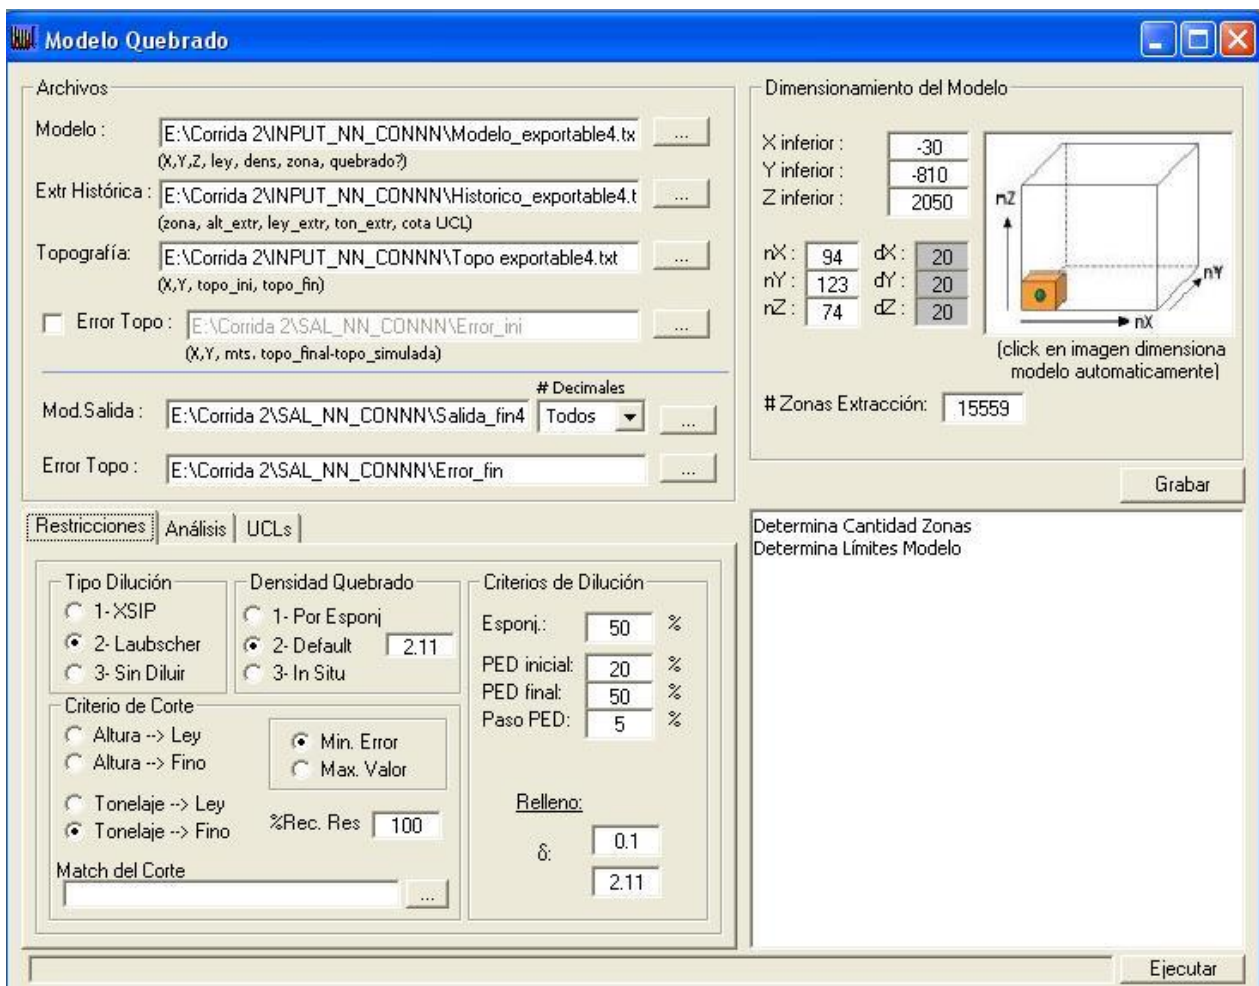 Modelo Quebrado
Archivos
Modelo :
E:\Corrida 2\INPUT_NN_CONNN\Modelo_exportable4.tx
...
(X,Y,Z, ley, dens, zona, quebrado?)
Extr Histórica :
E:\Corrida 2\INPUT_NN_CONNN\Historico_exportable4.t
...
(zona, alt_extr, ley_extr, ton_extr, cota UCL)
Topografía:
E:\Corrida 2\INPUT_NN_CONNN\Topo exportable4.txt
...
(X,Y, topo_ini, topo_fin)
Error Topo :
E:\Corrida 2\SAL_NN_CONNN\Error_ini
...
(X,Y, mts. topo_final-topo_simulada)
# Decimales
Mod.Salida :
E:\Corrida 2\SAL_NN_CONNN\Salida_fin4
Todos
...
Error Topo :
E:\Corrida 2\SAL_NN_CONNN\Error_fin
...
Dimensionamiento del Modelo
X inferior : -30
Y inferior : -810
Z inferior : 2050
nX : 94 dX : 20
nY : 123 dY : 20
nZ : 74 dZ : 20
nZ
nY
nX
(click en imagen dimensiona
modelo automaticamente)
# Zonas Extracción: 15559
Grabar
Restricciones Análisis UCLs
Tipo Dilución
1- XSIP
2- Laubscher
3- Sin Diluir
Densidad Quebrado
1- Por Esponj
2- Default 2.11
3- In Situ
Criterio de Corte
Altura --> Ley
Altura --> Fino
Tonelaje --> Ley
Tonelaje --> Fino
Min. Error
Max. Valor
%Rec. Res 100
Match del Corte
...
Criterios de Dilución
Esponj.: 50 %
PED inicial: 20 %
PED final: 50 %
Paso PED: 5 %
Relleno:
δ: 0.1
2.11
Determina Cantidad Zonas
Determina Límites Modelo
Ejecutar